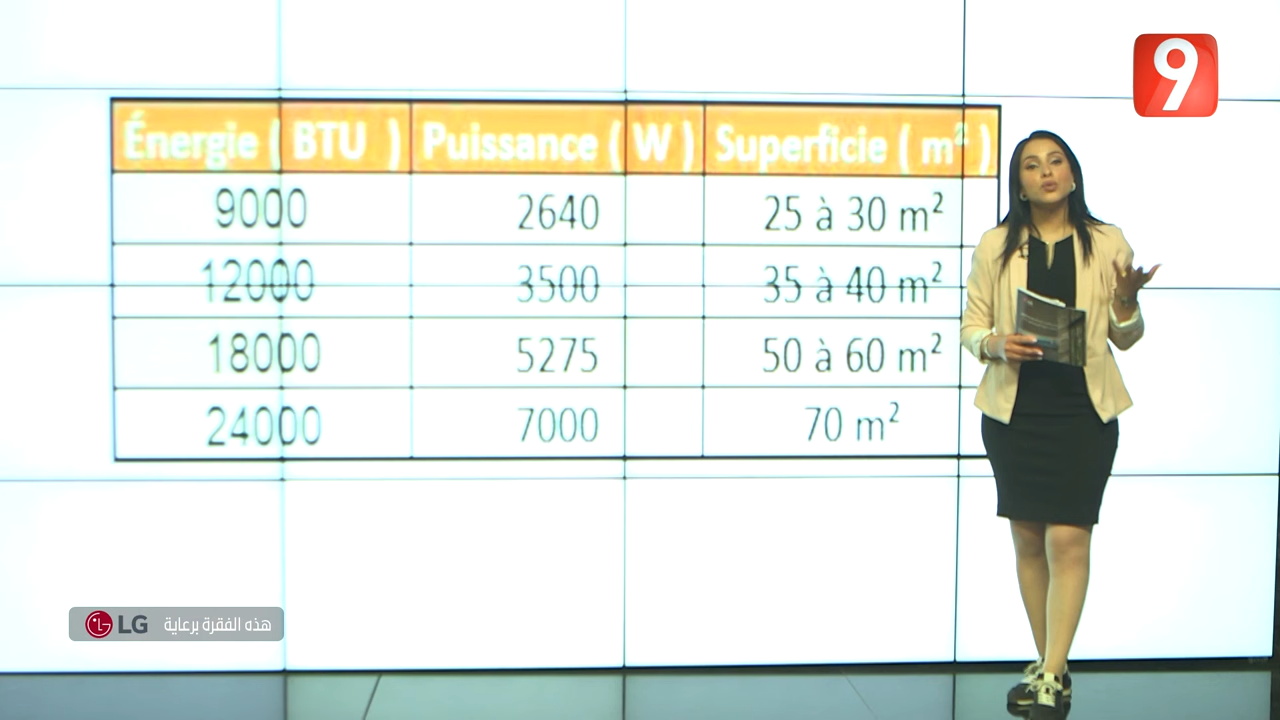 9
Énergie ( BTU ) Puissance ( W ) Superficie ( m² )
9000 2640 25 à 30 m²
12000 3500 35 à 40 m²
18000 5275 50 à 60 m²
24000 7000 70 m²
LG هذه الفقرة برعاية